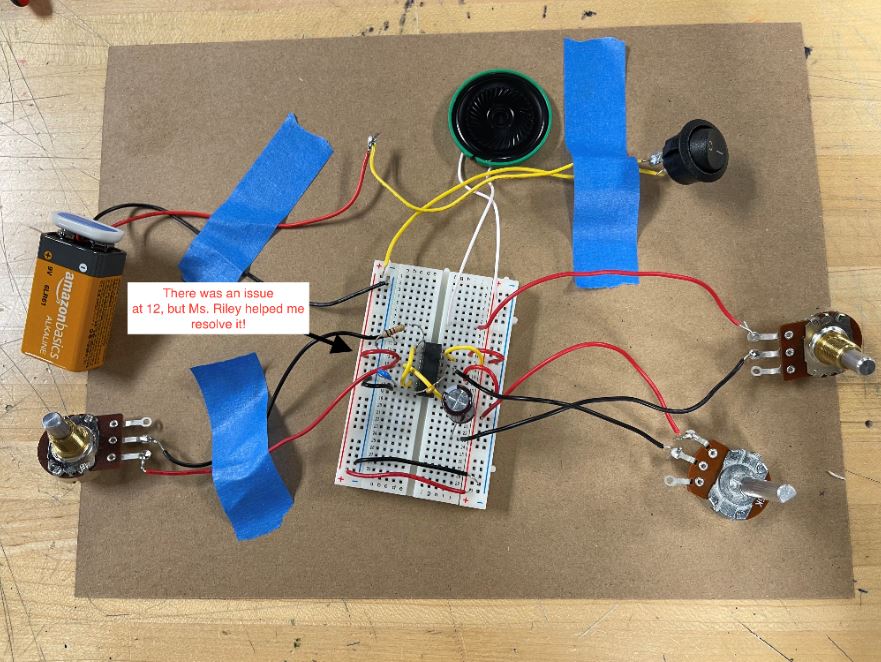 There was an issue
at 12, but Ms. Riley helped me
resolve it!
9V
6LR61
amazonbasics
ALKALINE